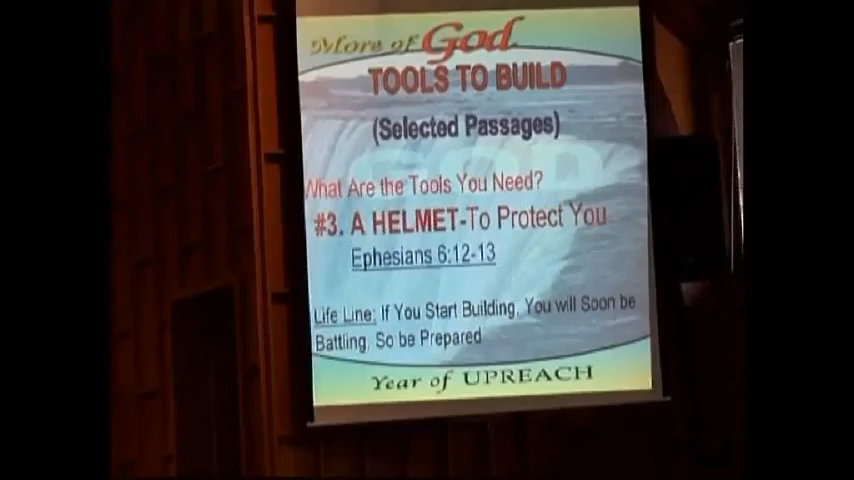 More of God
TOOLS TO BUILD
(Selected Passages)
What Are the Tools You Need?
#3. A HELMET-To Protect You
Ephesians 6:12-13
Life Line: If You Start Building, You will Soon be
Battling, So be Prepared
Year of UPREACH